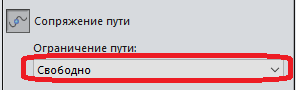 Сопряжение пути
Ограничение пути:
Свободно